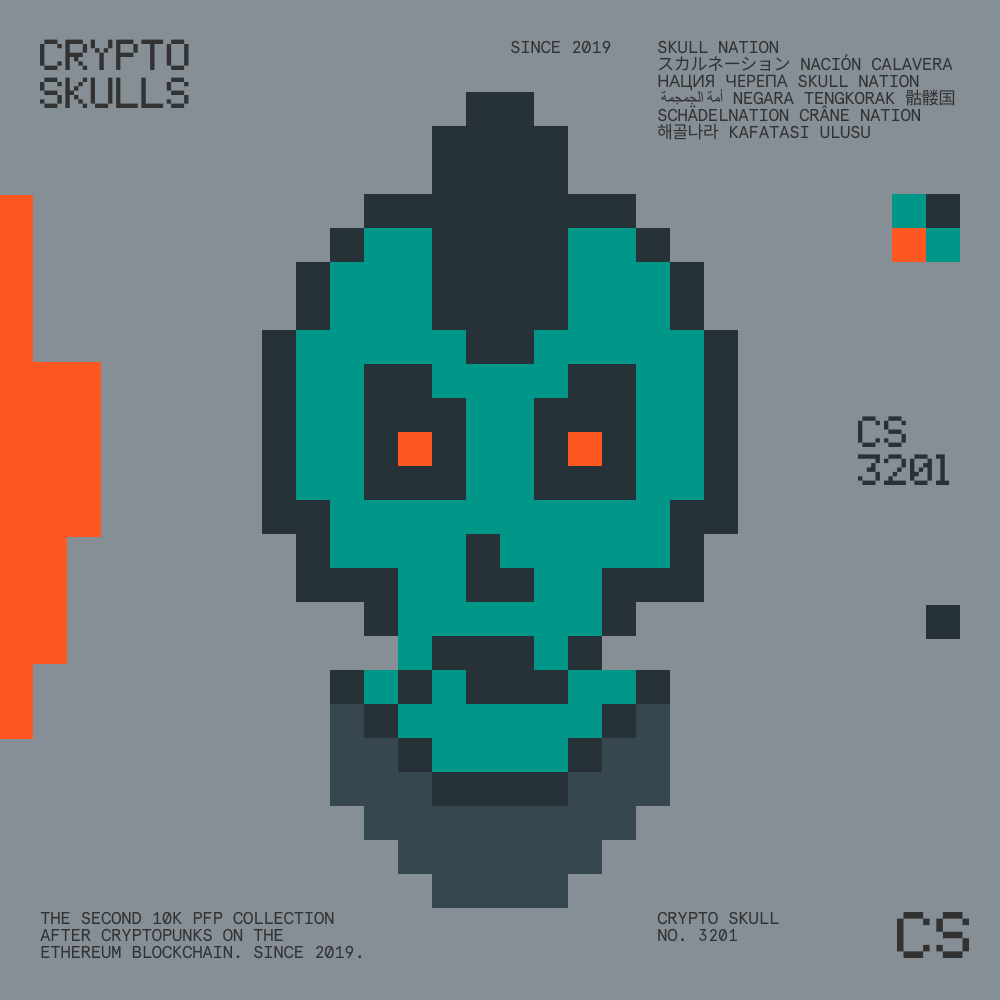 CRYPTO
SKULLS
SINCE 2019
SKULL NATION
スカルネーション NACIÓN CALAVERA
НАЦИЯ ЧЕРЕПА SKULL NATION
أمة الجمجمة NEGARA TENGKORAK 骷髅国
SCHÄDELNATION CRÂNE NATION
해골나라 KAFATASI ULUSU
CS
3201
THE SECOND 10K PFP COLLECTION
AFTER CRYPTOPUNKS ON THE
ETHEREUM BLOCKCHAIN. SINCE 2019.
CRYPTO SKULL
NO. 3201
CS